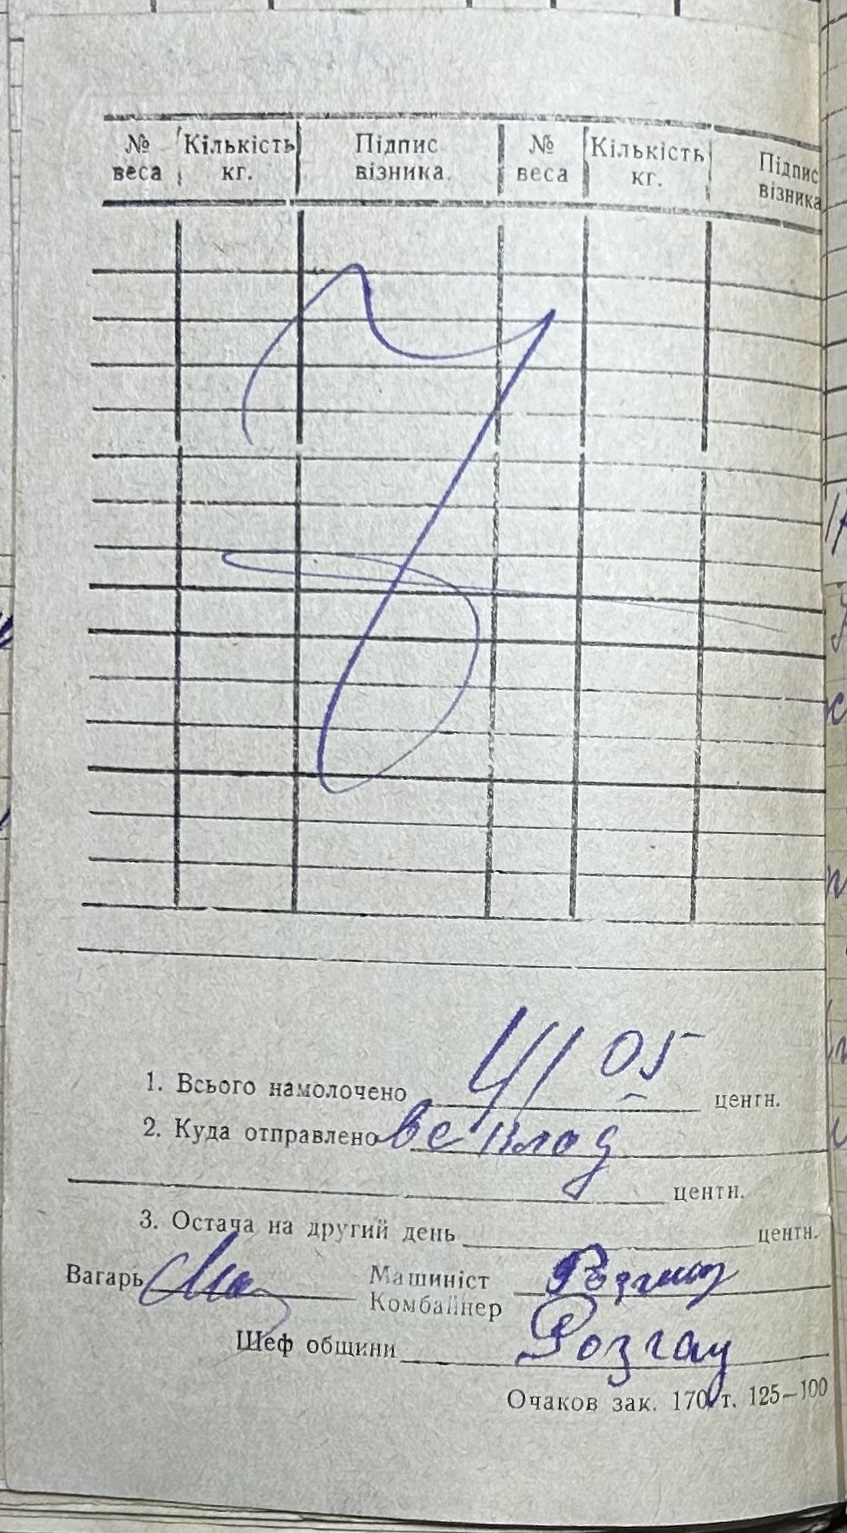 № веса Кількість кг. Підпис візника. № веса Кількість кг. Підпис візника
1. Всього намолочено 41 05 центн.
2. Куда отправлено
центн.
3. Остача на другий день центн.
Вагарь Машиніст
Комбайнер
Шеф общини Розгон
Очаков зак. 170 т. 125—100